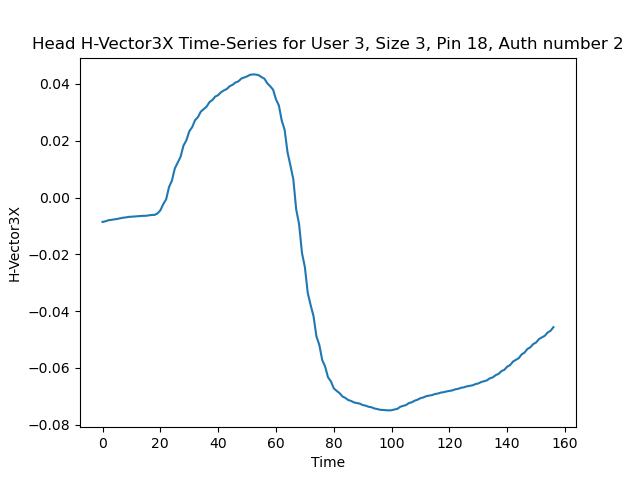 Head H-Vector3X Time-Series for User 3, Size 3, Pin 18, Auth number 2
0.04
0.02
0.00
−0.02
−0.04
−0.06
−0.08
H-Vector3X
0 20 40 60 80 100 120 140 160
Time